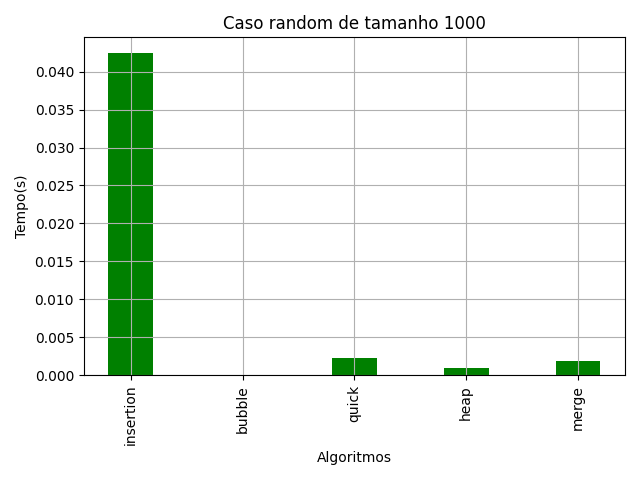 Caso random de tamanho 1000
Tempo(s)
0.040
0.035
0.030
0.025
0.020
0.015
0.010
0.005
0.000
insertion
bubble
quick
heap
merge
Algoritmos